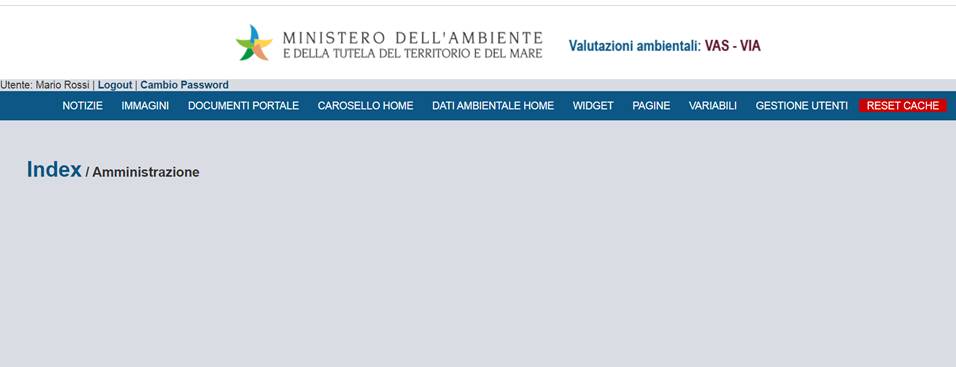 MINISTERO DELL'AMBIENTE
E DELLA TUTELA DEL TERRITORIO E DEL MARE
Valutazioni ambientali: VAS - VIA
Utente: Mario Rossi | Logout | Cambio Password
NOTIZIE IMMAGINI DOCUMENTI PORTALE CAROSELLO HOME DATI AMBIENTALE HOME WIDGET PAGINE VARIABILI GESTIONE UTENTI RESET CACHE
Index / Amministrazione